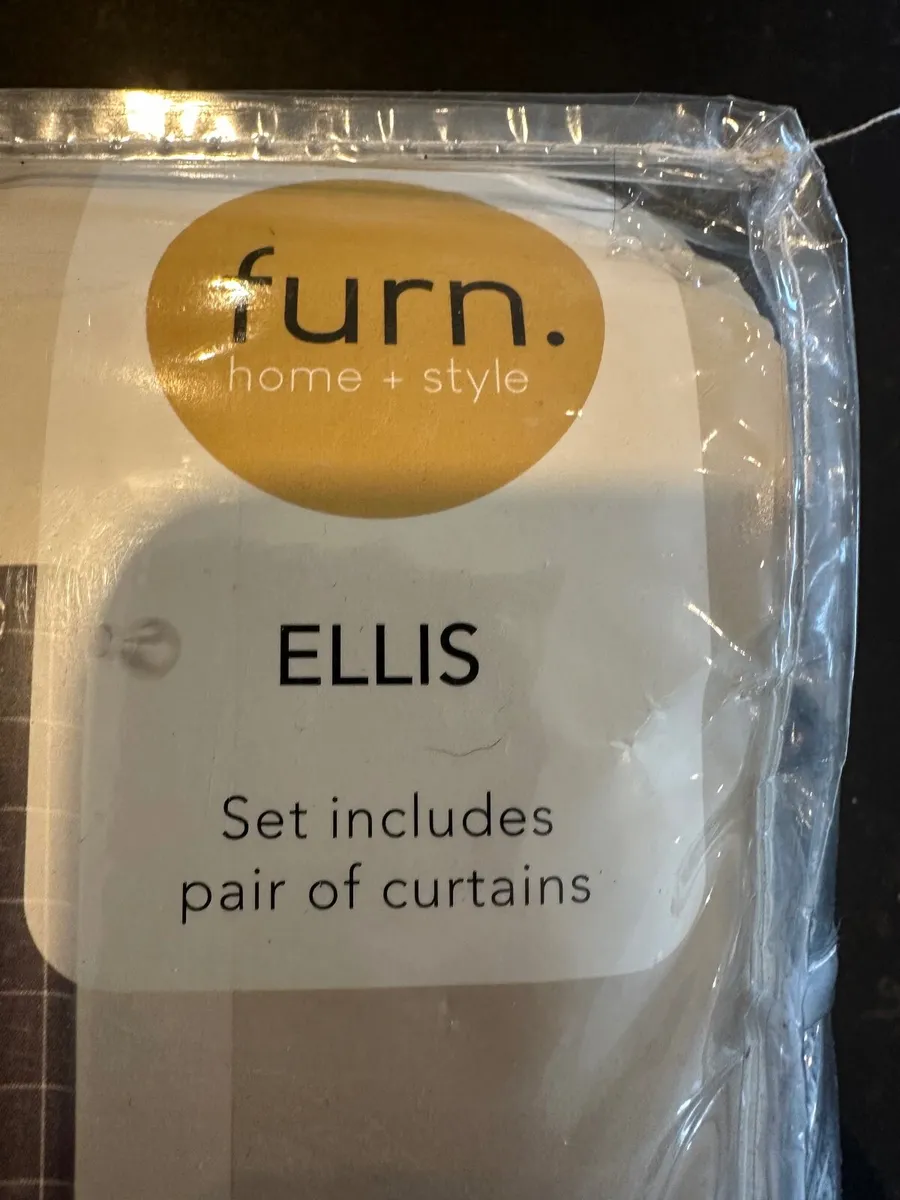 furn.
home + style
ELLIS
Set includes
pair of curtains